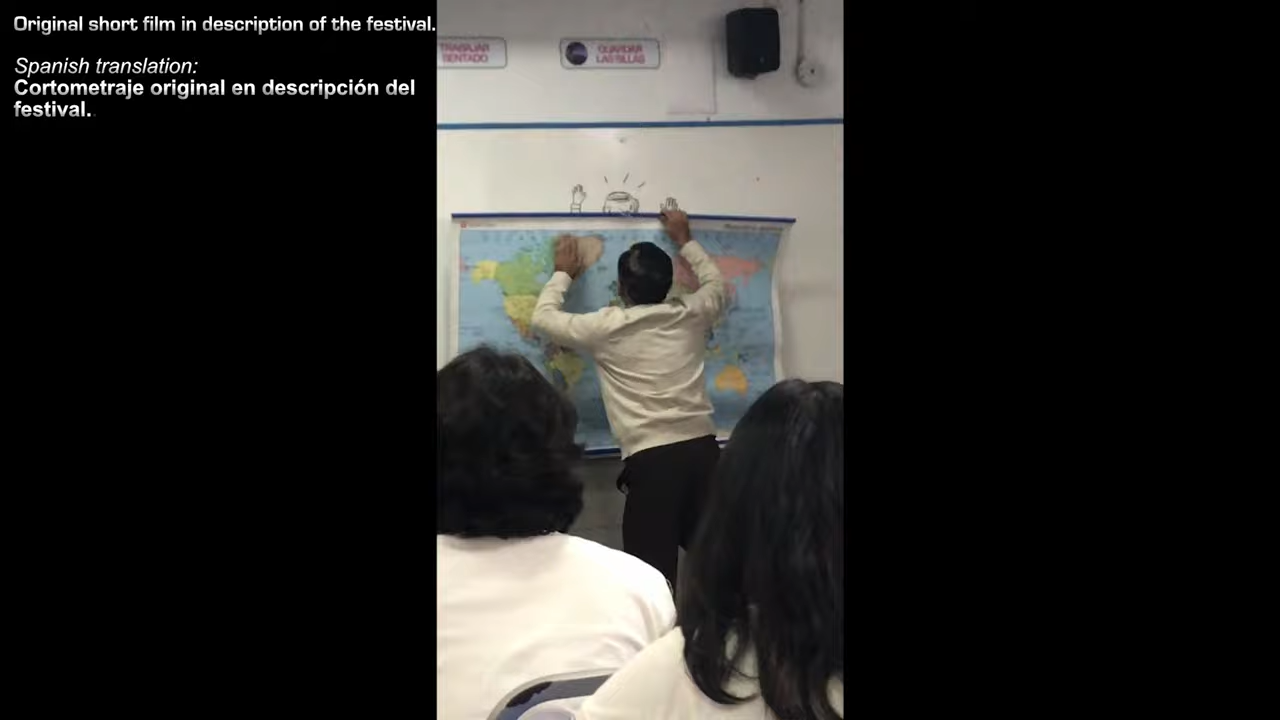 Original short film in description of the festival.
Spanish translation:
Cortometraje original en descripción del
festival.
TRABAJAR
SENTADO
GUARDAR
LAS SILLAS